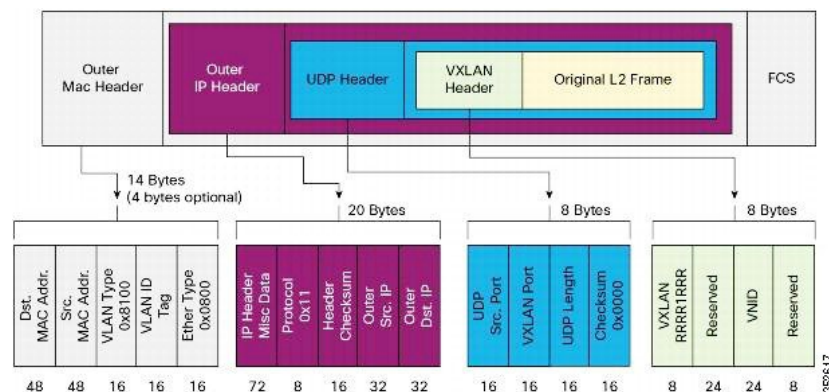 Outer
Mac Header
Outer
IP Header
UDP Header
VXLAN
Header
Original L2 Frame
FCS
14 Bytes
(4 bytes optional)
20 Bytes
8 Bytes
8 Bytes
Dst.
MAC Addr.
Src.
MAC Addr.
VLAN Type
0x8100
VLAN ID
Tag
Ether Type
0x0800
IP Header
Misc Data
Protocol
0x11
Header
Checksum
Outer
Src. IP
Outer
Dst. IP
UDP
Src. Port
VXLAN Port
UDP Length
Checksum
0x0000
VXLAN
RRRR1RRR
Reserved
VNID
Reserved
48 48 16 16 16 72 8 16 32 32 16 16 16 16 8 24 24 8